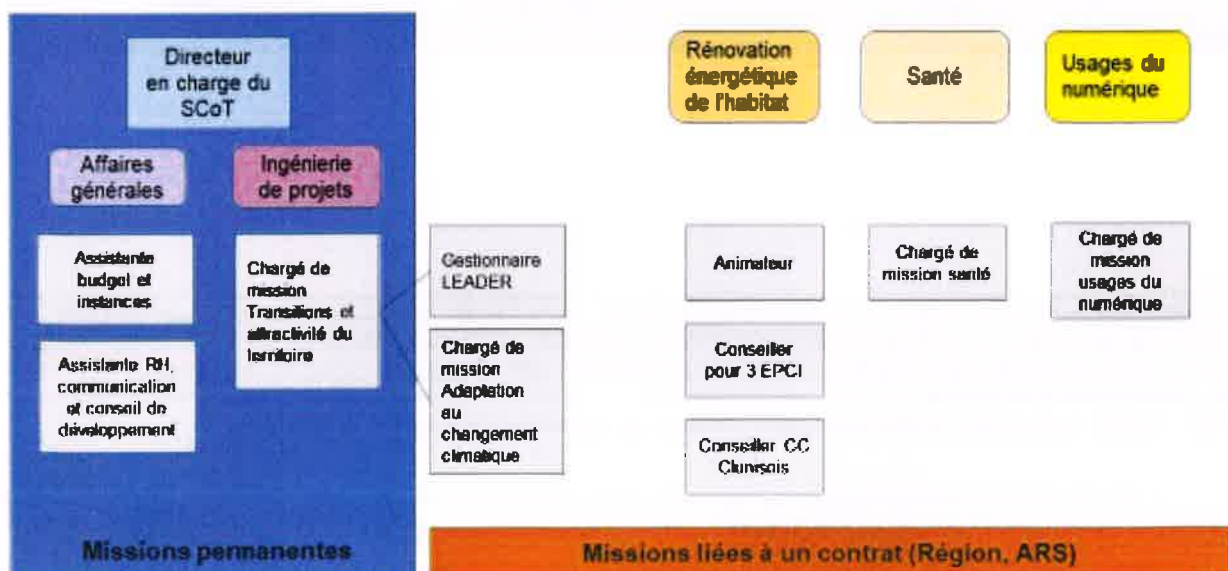 Directeur
en charge du
SCoT
Affaires
générales
Ingénierie
de projets
Assistante
budget et
instances
Assistante RH,
communication
et conseil de
développement
Chargé de
mission
Transitions et
attractivité du
territoire
Gestionnaire
LEADER
Chargé de
mission
Adaptation
au
changement
climatique
Rénovation
énergétique
de l'habitat
Animateur
Conseiller
pour 3 EPCI
Conseiller CC
Clunisois
Santé
Chargé de
mission santé
Usages du
numérique
Chargé de
mission
usages du
numérique
Missions permanentes
Missions liées à un contrat (Région, ARS)